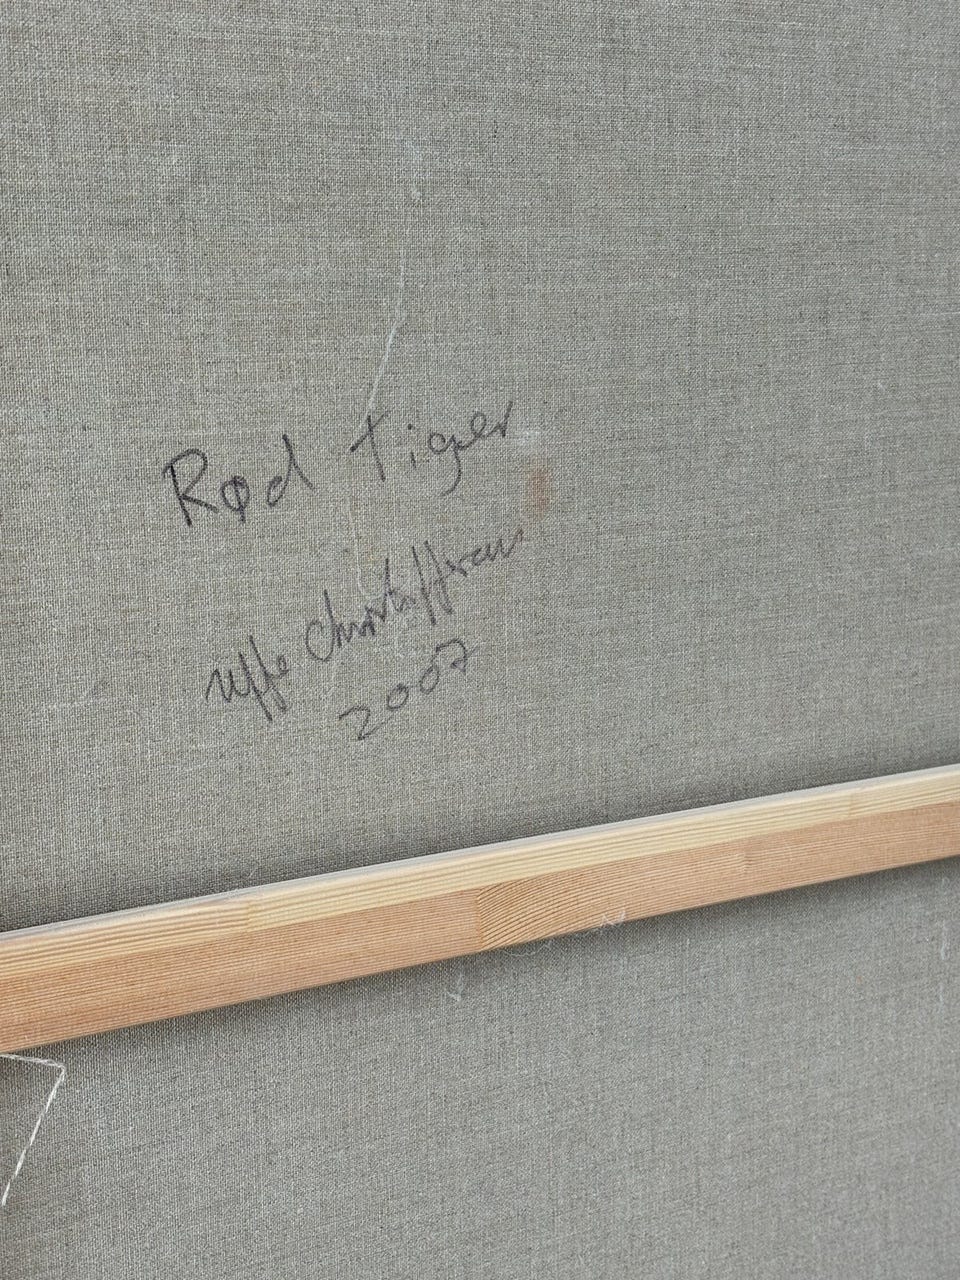 Rød tiger
Uffe Christoffersen
2007